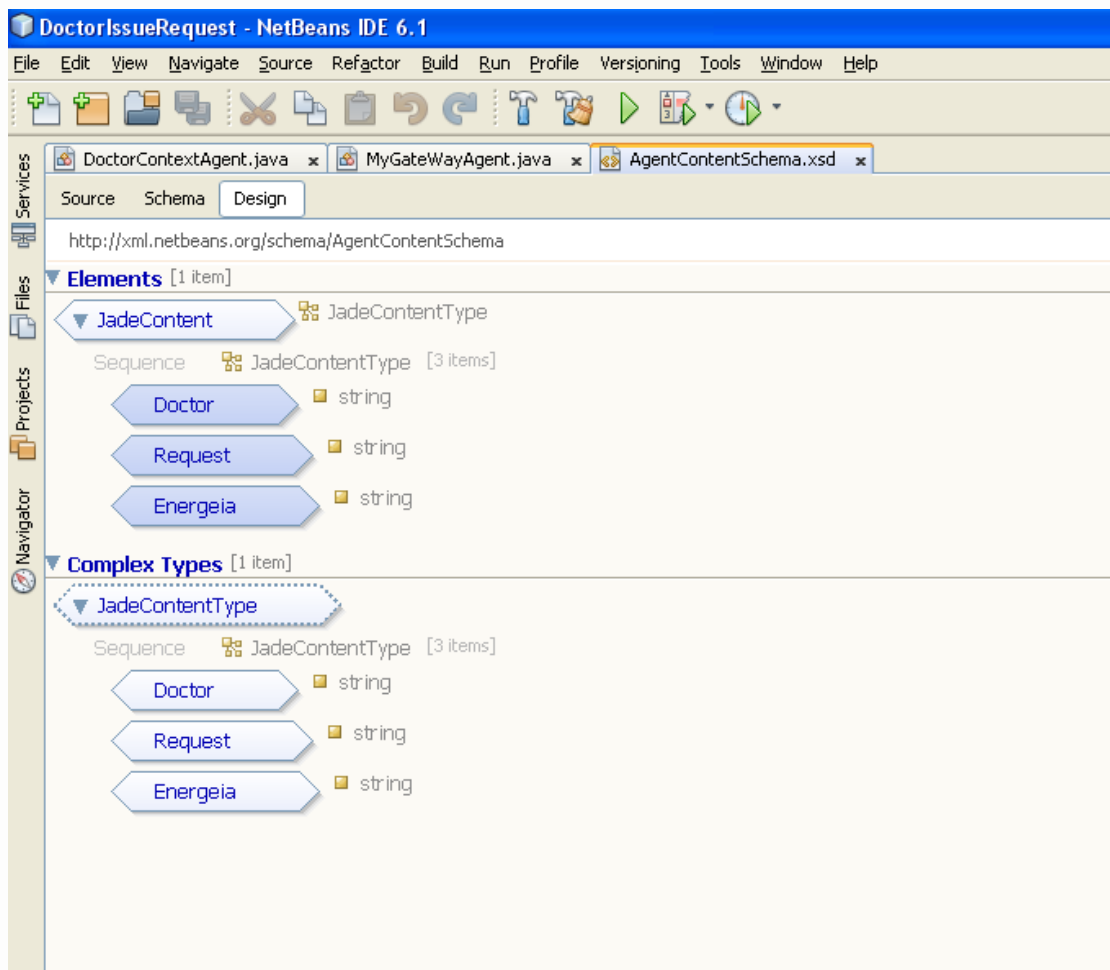 DoctorIssueRequest - NetBeans IDE 6.1
File Edit View Navigate Source Refactor Build Run Profile Versioning Tools Window Help
DoctorContextAgent.java x MyGateWayAgent.java x AgentContentSchema.xsd x
Source Schema Design
http://xml.netbeans.org/schema/AgentContentSchema
Elements [1 item]
JadeContent JadeContentType
Sequence JadeContentType [3 items]
Doctor string
Request string
Energeia string
Complex Types [1 item]
JadeContentType
Sequence JadeContentType [3 items]
Doctor string
Request string
Energeia string
Services
Files
Projects
Navigator